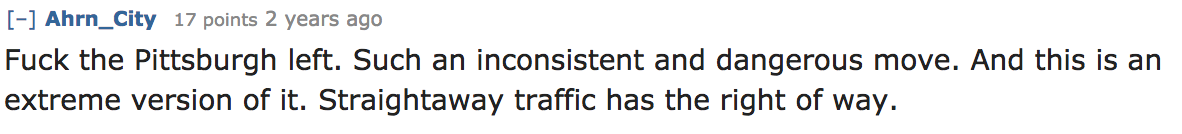 [–] Ahrn_City 17 points 2 years ago
Fuck the Pittsburgh left. Such an inconsistent and dangerous move. And this is an
extreme version of it. Straightaway traffic has the right of way.